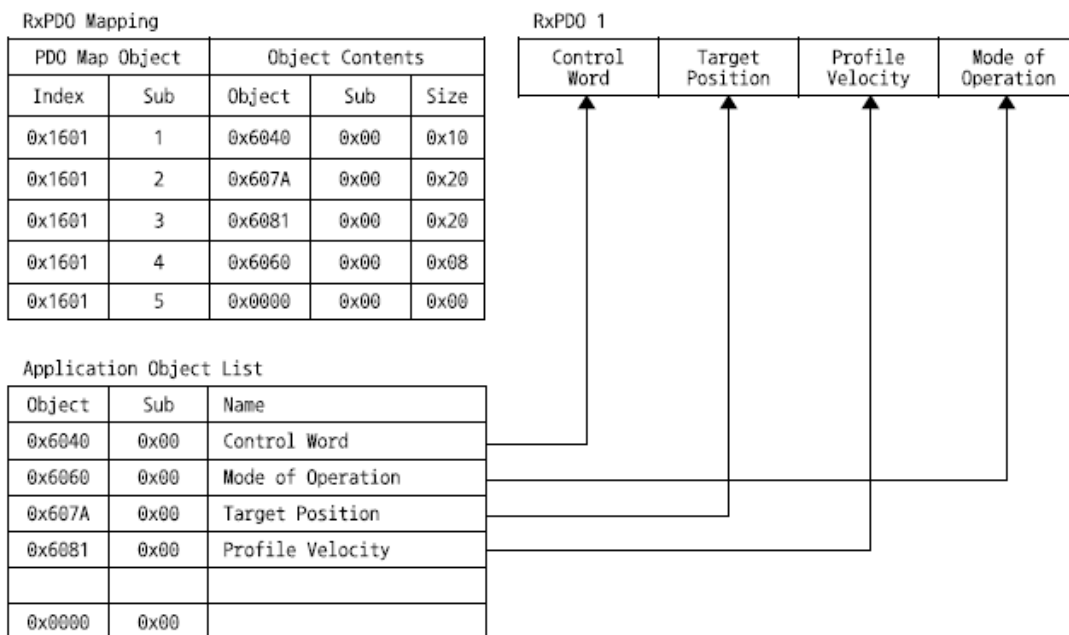 RxPDO Mapping
PDO Map Object Object Contents
Index Sub Object Sub Size
0x1601 1 0x6040 0x00 0x10
0x1601 2 0x607A 0x00 0x20
0x1601 3 0x6081 0x00 0x20
0x1601 4 0x6060 0x00 0x08
0x1601 5 0x0000 0x00 0x00
RxPDO 1
Control Word
Target Position
Profile Velocity
Mode of Operation
Application Object List
Object Sub Name
0x6040 0x00 Control Word
0x6060 0x00 Mode of Operation
0x607A 0x00 Target Position
0x6081 0x00 Profile Velocity
0x0000 0x00